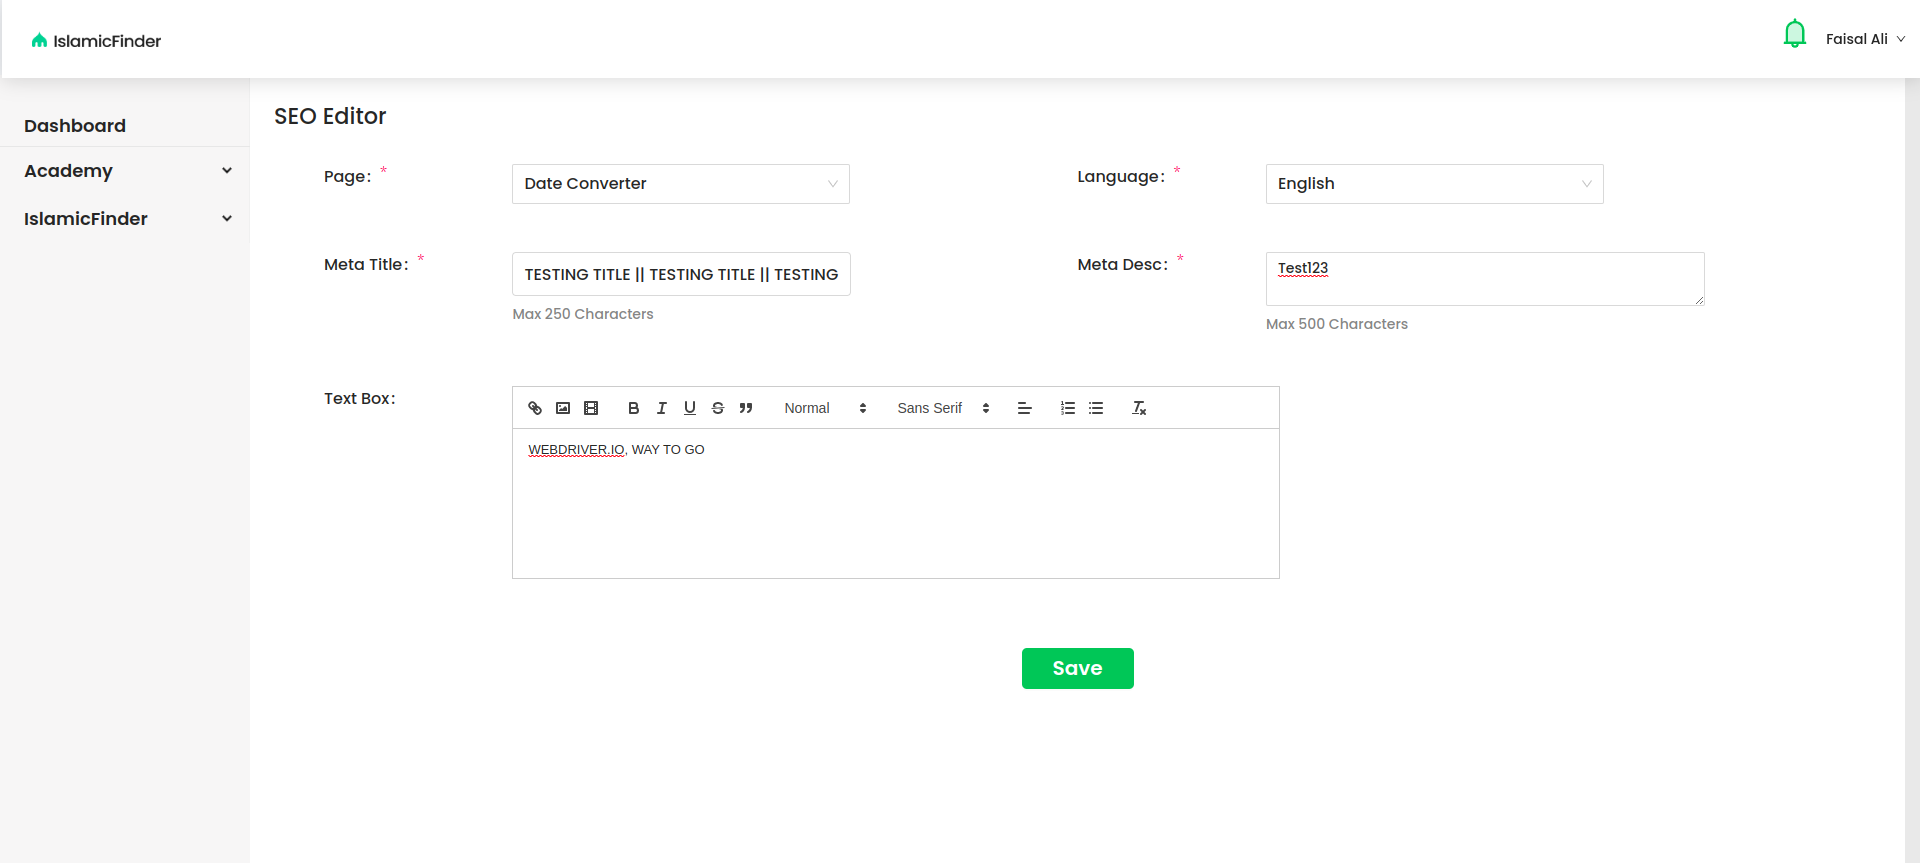 IslamicFinder
Faisal Ali
Dashboard
Academy
IslamicFinder
SEO Editor
Page: *
Date Converter
Language: *
English
Meta Title: *
TESTING TITLE || TESTING TITLE || TESTING
Max 250 Characters
Meta Desc: *
Test123
Max 500 Characters
Text Box:
B I U S Normal Sans Serif
WEBDRIVER.IO, WAY TO GO
Save